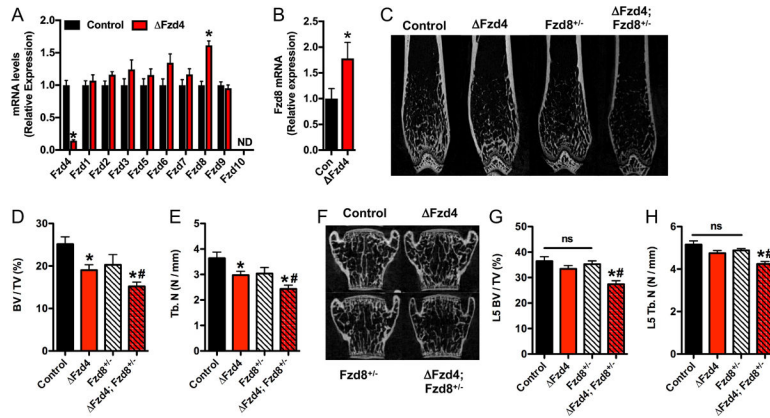 A
Control
ΔFzd4
mRNA levels
(Relative Expression)
2.0
1.5
1.0
0.5
0.0
*
*
ND
Fzd4
Fzd1
Fzd2
Fzd3
Fzd5
Fzd6
Fzd7
Fzd8
Fzd9
Fzd10
B
Fzd8 mRNA
(Relative Expression)
2.5
2.0
1.5
1.0
0.5
0.0
*
Con
ΔFzd4
C
Control
ΔFzd4
Fzd8+/-
ΔFzd4;
Fzd8+/-
D
BV / TV (%)
30
20
10
0
*
*#
Control
ΔFzd4
Fzd8+/-
ΔFzd4; Fzd8+/-
E
Tb. N (N / mm)
5
4
3
2
1
0
*
*#
Control
ΔFzd4
Fzd8+/-
ΔFzd4; Fzd8+/-
F
Control
ΔFzd4
Fzd8+/-
ΔFzd4;
Fzd8+/-
G
L5 BV / TV (%)
50
40
30
20
10
0
ns
*#
Control
ΔFzd4
Fzd8+/-
ΔFzd4; Fzd8+/-
H
L5 Tb. N (N / mm)
6
4
2
0
ns
*#
Control
ΔFzd4
Fzd8+/-
ΔFzd4; Fzd8+/-